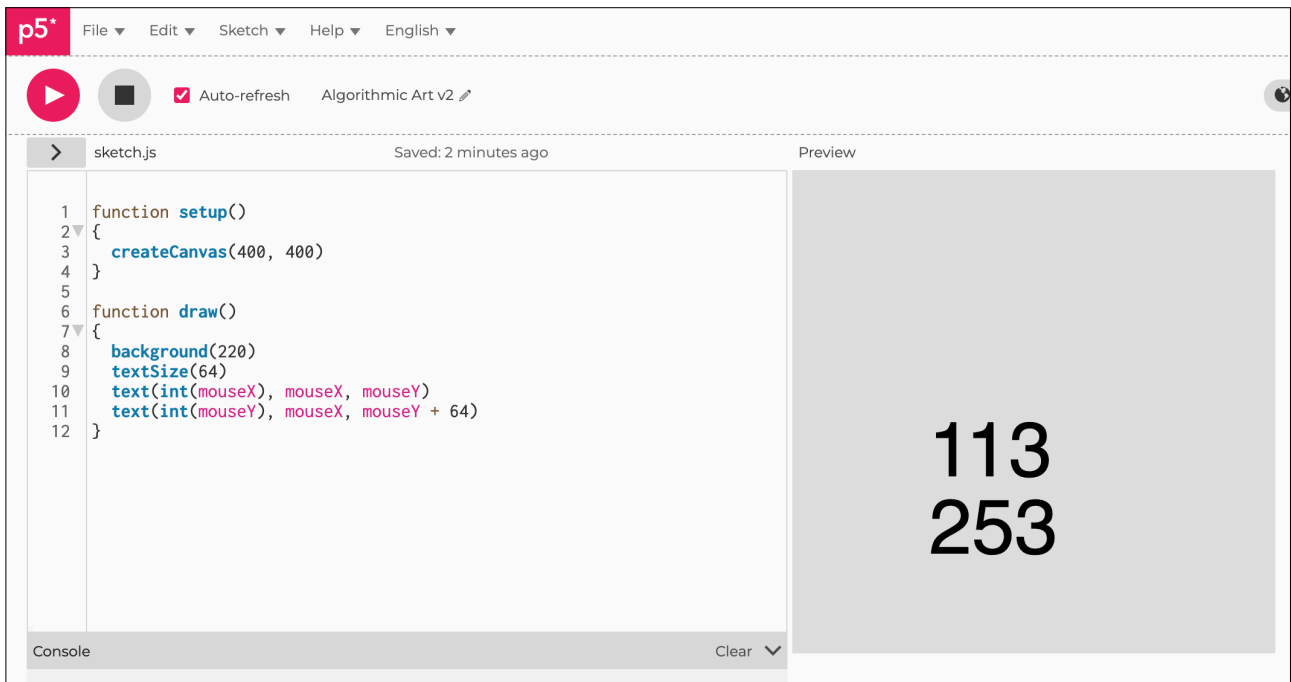 p5* File Edit Sketch Help English
Auto-refresh Algorithmic Art v2
sketch.js Saved: 2 minutes ago Preview
1 function setup()
2 {
3 createCanvas(400, 400)
4 }
5
6 function draw()
7 {
8 background(220)
9 textSize(64)
10 text(int(mouseX), mouseX, mouseY)
11 text(int(mouseY), mouseX, mouseY + 64)
12 }
113
253
Console Clear